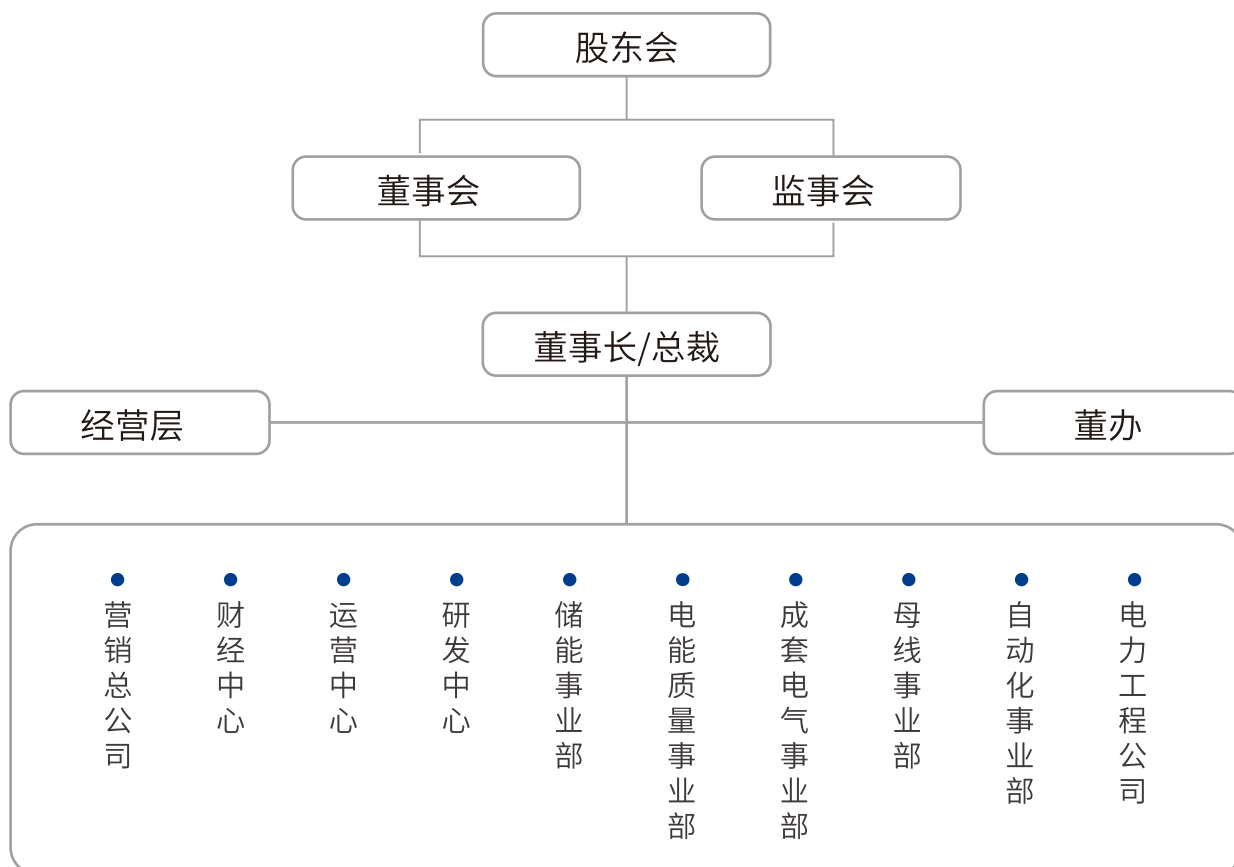 股东会
董事会
监事会
董事长/总裁
经营层
董办
营销总公司
财经中心
运营中心
研发中心
储能事业部
电能质量事业部
成套电气事业部
母线事业部
自动化事业部
电力工程公司